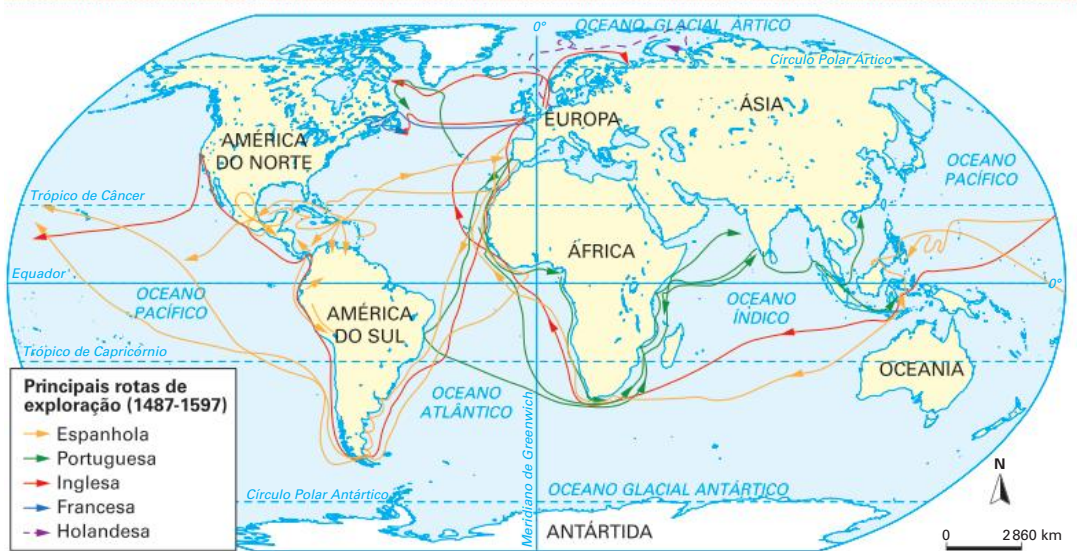 OCEANO GLACIAL ÁRTICO
0°
Círculo Polar Ártico
ÁSIA
EUROPA
AMÉRICA
DO NORTE
OCEANO
PACÍFICO
Trópico de Câncer
0
ÁFRICA
Equador
0°
OCEANO
PACÍFICO
AMÉRICA
DO SUL
OCEANO
ÍNDICO
Trópico de Capricórnio
OCEANIA
OCEANO
ATLÂNTICO
Meridiano de Greenwich
Principais rotas de
exploração (1487-1597)
Espanhola
Portuguesa
Inglesa
Francesa
Holandesa
Círculo Polar Antártico
OCEANO GLACIAL ANTÁRTICO
ANTÁRTIDA
N
0 2 860 km